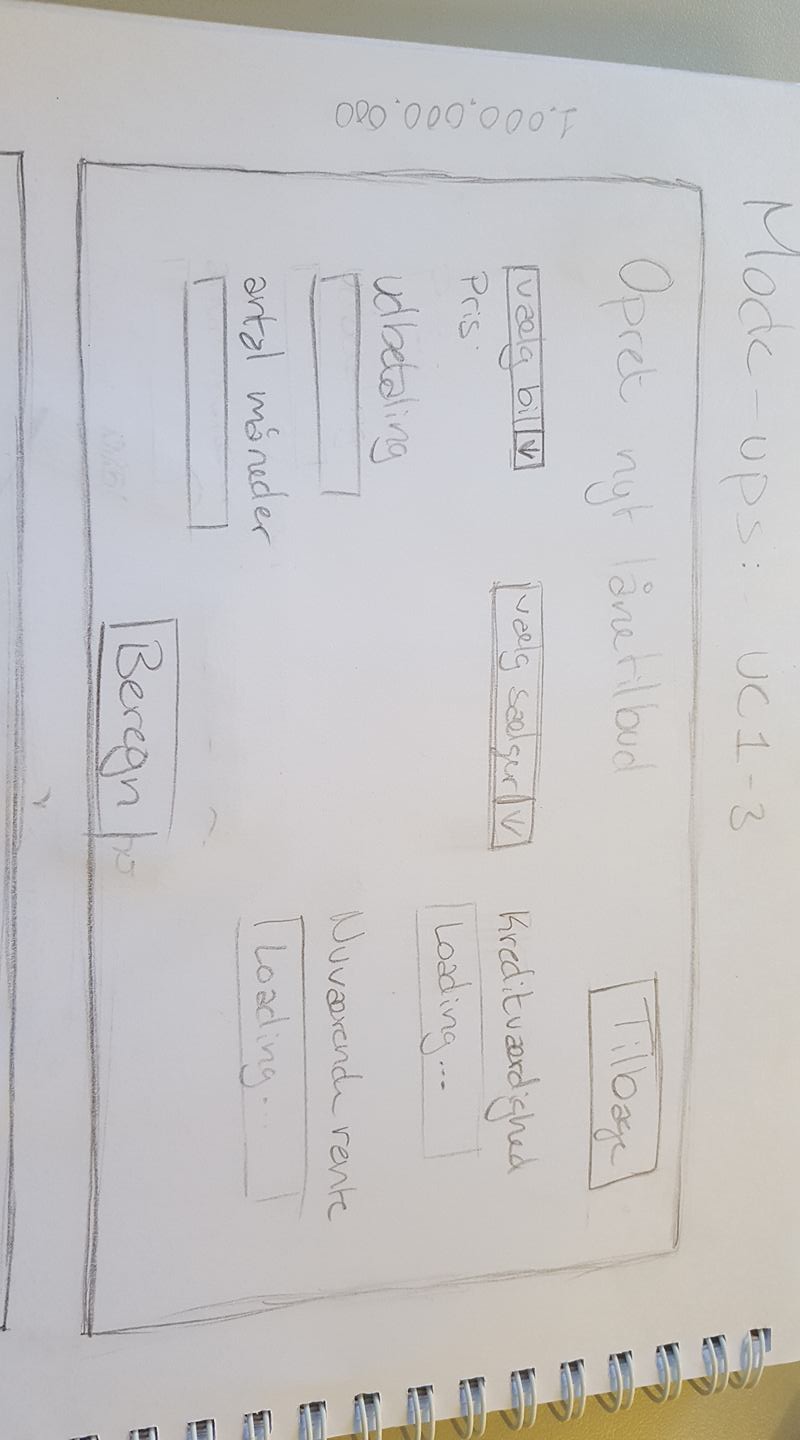 Mock-ups: UC1-3
Opret nyt lånetilbud
Tilbage
vælg bil
vælg sælger
Kreditværdighed
Pris:
Loading...
Udbetaling
Nuværende rente
antal måneder
Loading...
Beregn
1.000,000.000